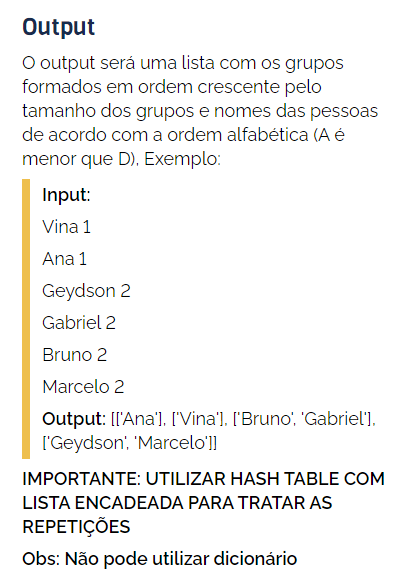 Output
O output será uma lista com os grupos
formados em ordem crescente pelo
tamanho dos grupos e nomes das pessoas
de acordo com a ordem alfabética (A é
menor que D), Exemplo:
Input:
Vina 1
Ana 1
Geydson 2
Gabriel 2
Bruno 2
Marcelo 2
Output: [['Ana'], ['Vina'], ['Bruno', 'Gabriel'],
['Geydson', 'Marcelo']]
IMPORTANTE: UTILIZAR HASH TABLE COM
LISTA ENCADEADA PARA TRATAR AS
REPETIÇÕES
Obs: Não pode utilizar dicionário